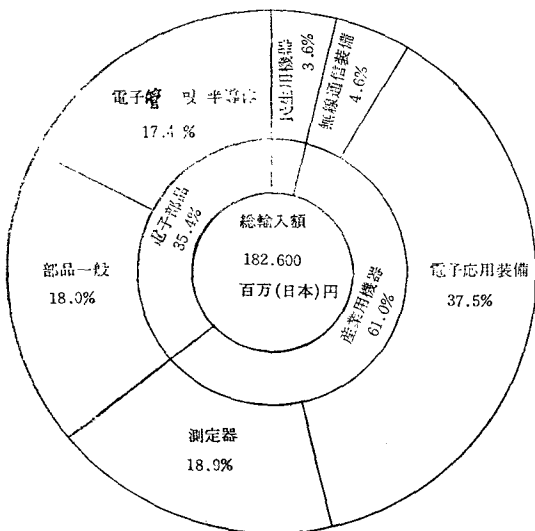 民生用機器
3.6%
無線通信装備
4.6%
電子応用装備
37.5%
測定器
18.9%
部品一般
18.0%
電子管 半導体
17.4%
電子部品
35.4%
産業用機器
61.0%
総輸入額
182.600
百万(日本)円